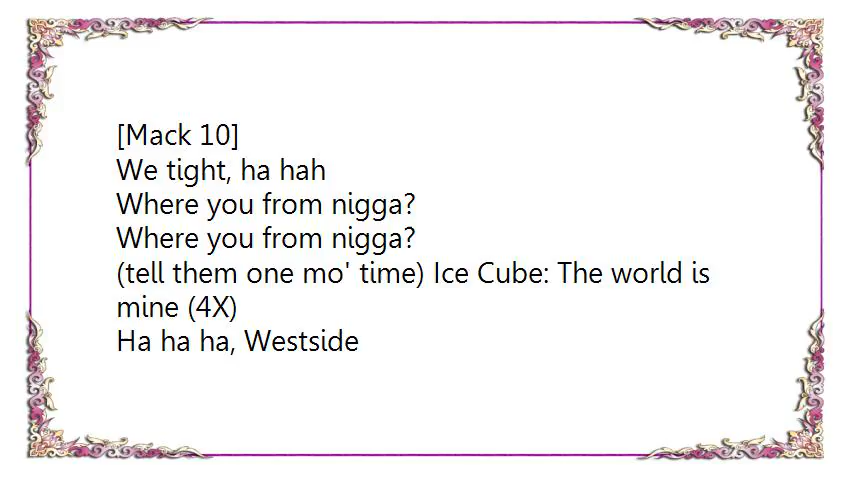 [Mack 10]
We tight, ha hah
Where you from nigga?
Where you from nigga?
(tell them one mo' time) Ice Cube: The world is
mine (4X)
Ha ha ha, Westside